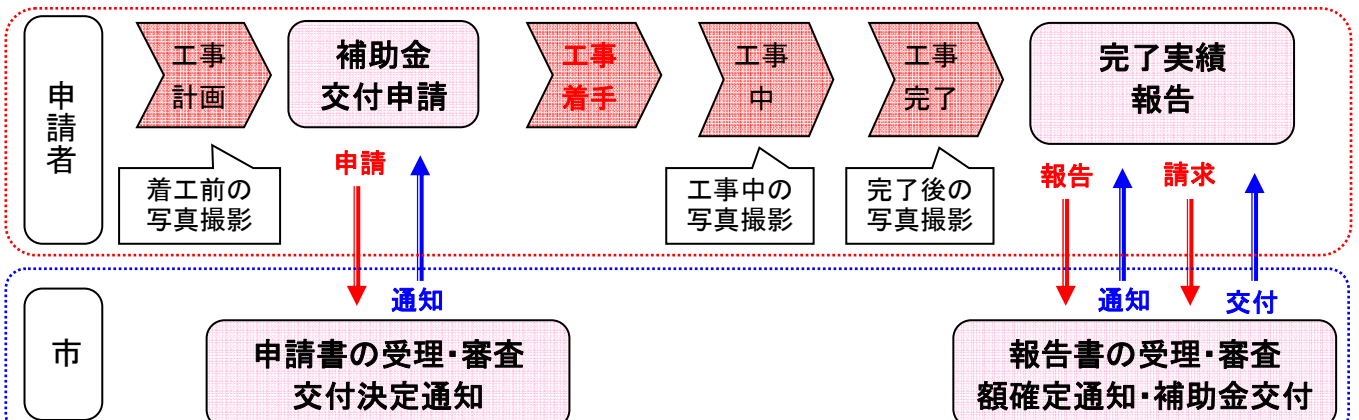 申請者
工事
計画
補助金
交付申請
工事
着手
工事
中
工事
完了
完了実績
報告
着工前の
写真撮影
申請
工事中の
写真撮影
完了後の
写真撮影
報告
請求
通知
通知
交付
市
申請書の受理・審査
交付決定通知
報告書の受理・審査
額確定通知・補助金交付